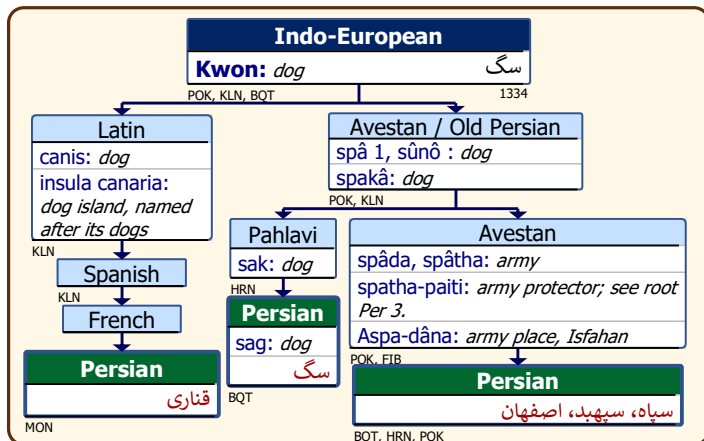 Indo-European
Kwon: dog سگ
POK, KLN, BQT 1334
Latin
canis: dog
insula canaria:
dog island, named
after its dogs
KLN
Spanish
KLN
French
Persian
قناری
MON
Avestan / Old Persian
spâ 1, sûnô : dog
spakâ: dog
POK, KLN
Pahlavi
sak: dog
HRN
Persian
sag: dog
سگ
BQT
Avestan
spâda, spâtha: army
spatha-paiti: army protector; see root
Per 3.
Aspa-dâna: army place, Isfahan
POK, FIB
Persian
سپاه، سپهبد، اصفهان
BQT, HRN, POK